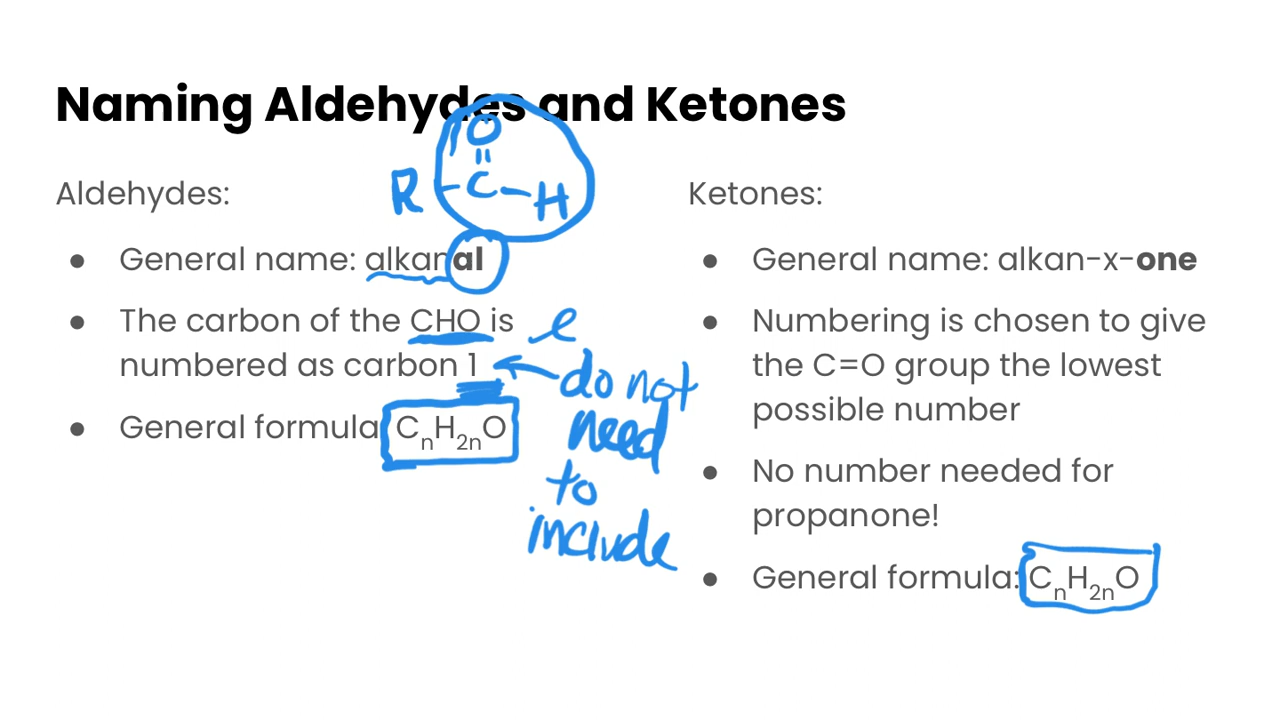 Naming Aldehydes and Ketones
O
R - C - H
Aldehydes:
● General name: alkanal
● The carbon of the CHO is
numbered as carbon 1
● General formula CₙH₂ₙO
e
do not
need
to
include
Ketones:
● General name: alkan-x-one
● Numbering is chosen to give
the C=O group the lowest
possible number
● No number needed for
propanone!
● General formula: CₙH₂ₙO